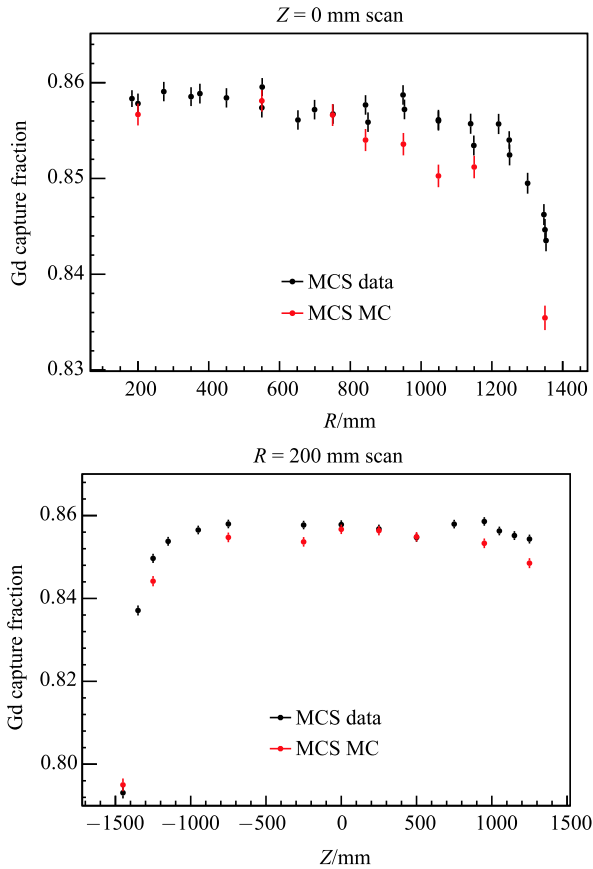 Z = 0 mm scan
Gd capture fraction
0.86
0.85
0.84
0.83
MCS data
MCS MC
200 400 600 800 1000 1200 1400
R/mm
R = 200 mm scan
Gd capture fraction
0.86
0.84
0.82
0.80
MCS data
MCS MC
−1500 −1000 −500 0 500 1000 1500
Z/mm